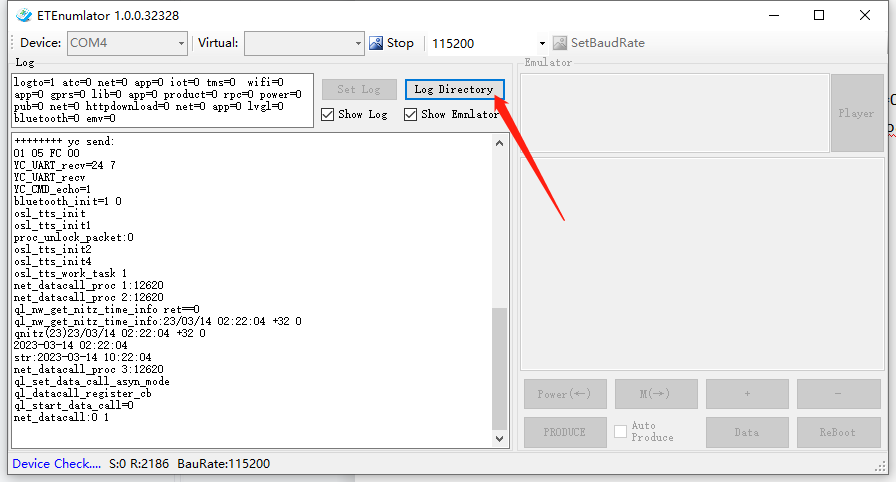 ETEnumlator 1.0.0.32328
Device: COM4 Virtual: Stop 115200 SetBaudRate
Log
logto=1 atc=0 net=0 app=0 iot=0 tms=0 wifi=0
app=0 gprs=0 lib=0 app=0 product=0 rpc=0 power=0
pub=0 net=0 httpdownload=0 net=0 app=0 lvgl=0
bluetooth=0 emv=0
Set Log Log Directory
Show Log Show Emnlator
++++++++ yc send:
01 05 FC 00
YC_UART_recv=24 7
YC_UART_recv
YC_CMD_echo=1
bluetooth_init=1 0
osl_tts_init
osl_tts_init1
proc_unlock_packet:0
osl_tts_init2
osl_tts_init4
osl_tts_work_task 1
net_datacall_proc 1:12620
net_datacall_proc 2:12620
ql_nw_get_nitz_time_info ret==0
ql_nw_get_nitz_time_info:23/03/14 02:22:04 +32 0
qnitz(23)23/03/14 02:22:04 +32 0
2023-03-14 02:22:04
str:2023-03-14 10:22:04
net_datacall_proc 3:12620
ql_set_data_call_asyn_mode
ql_datacall_register_cb
ql_start_data_call=0
net_datacall:0 1
Emulator
Player
Power(←) M(→) + -
PRODUCE Auto Produce Data ReBoot
Device Check.... S:0 R:2186 BauRate:115200